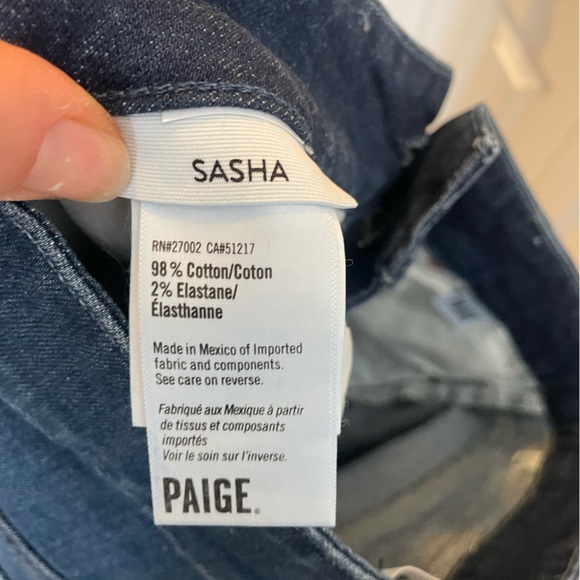 SASHA
RN#27002 CA#51217
98 % Cotton/Coton
2% Elastane/
Élasthanne
Made in Mexico of Imported
fabric and components.
See care on reverse.
Fabriqué aux Mexique à partir
de tissus et composants
importés
Voir le soin sur l'inverse.
PAIGE.